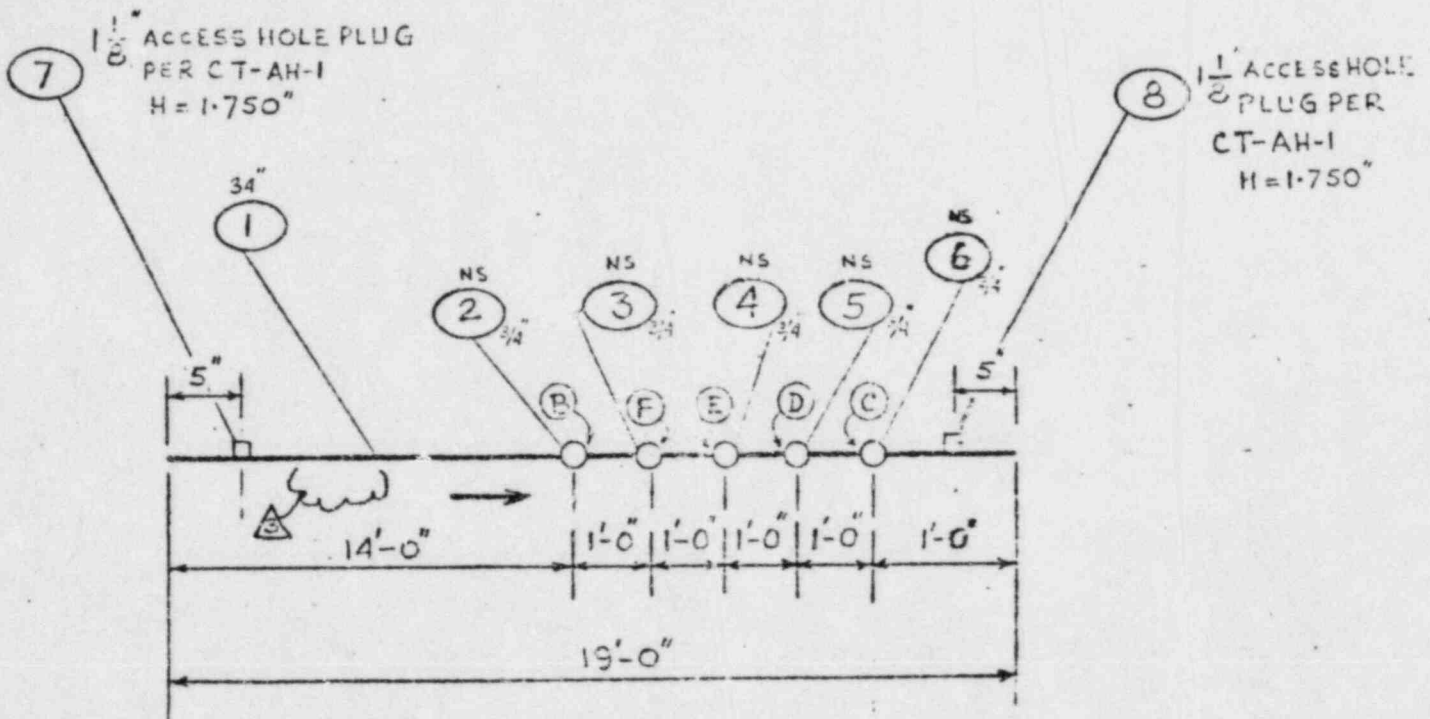 7
1 1/8" ACCESS HOLE PLUG
PER CT-AH-1
H = 1.750"
8
1 1/8" ACCESS HOLE
PLUG PER
CT-AH-1
H = 1.750"
34"
1
NS
2
3/4"
NS
3
3/4"
NS
4
3/4"
NS
5
3/4"
NS
6
3/4"
5"
B
F
E
D
C
5"
3
14'-0"
1'-0"
1'-0"
1'-0"
1'-0"
1'-0"
19'-0"